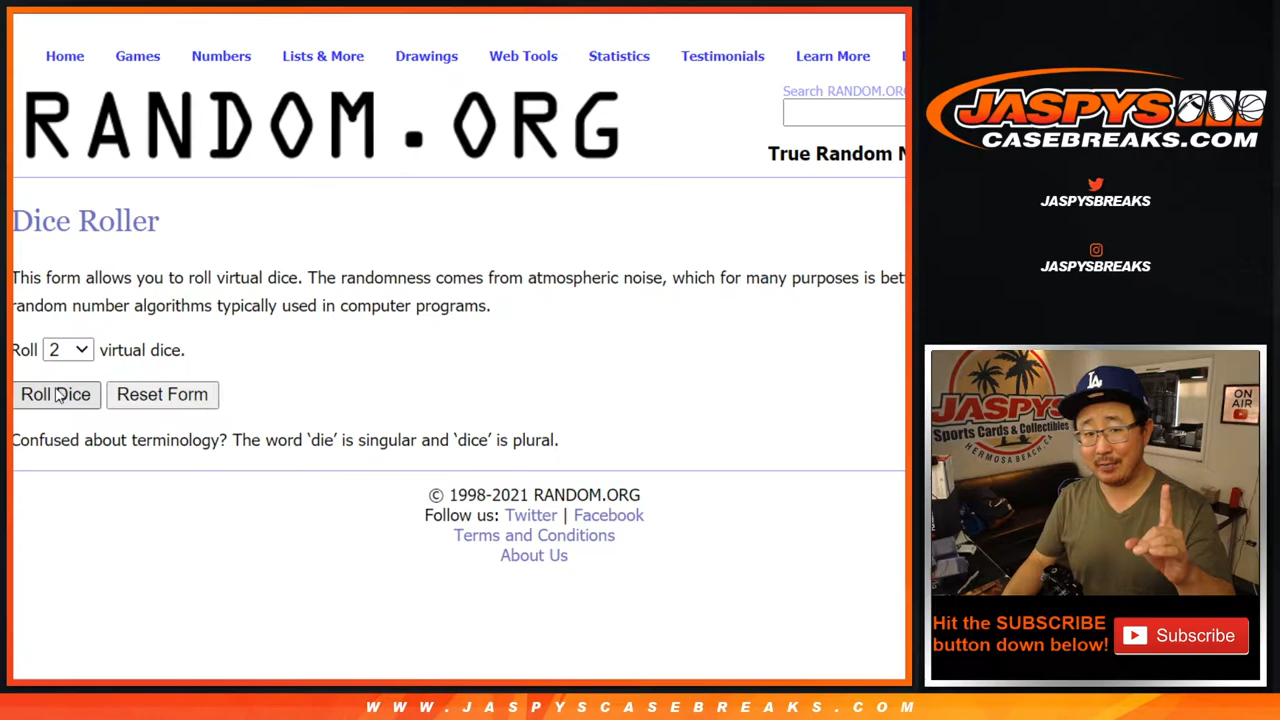 Home Games Numbers Lists & More Drawings Web Tools Statistics Testimonials Learn More
RANDOM.ORG
Search RANDOM.ORG
True Random N
Dice Roller
This form allows you to roll virtual dice. The randomness comes from atmospheric noise, which for many purposes is bet
random number algorithms typically used in computer programs.
Roll 2 virtual dice.
Roll Dice Reset Form
Confused about terminology? The word ‘die’ is singular and ‘dice’ is plural.
© 1998-2021 RANDOM.ORG
Follow us: Twitter | Facebook
Terms and Conditions
About Us
JASPYS
CASEBREAKS.COM
JASPYSBREAKS
JASPYSBREAKS
JASPYS
Sports Cards & Collectibles
HERMOSA BEACH, CA
LA
ON
AIR
Hit the SUBSCRIBE
button down below!
Subscribe
WWW.JASPYSCASEBREAKS.COM